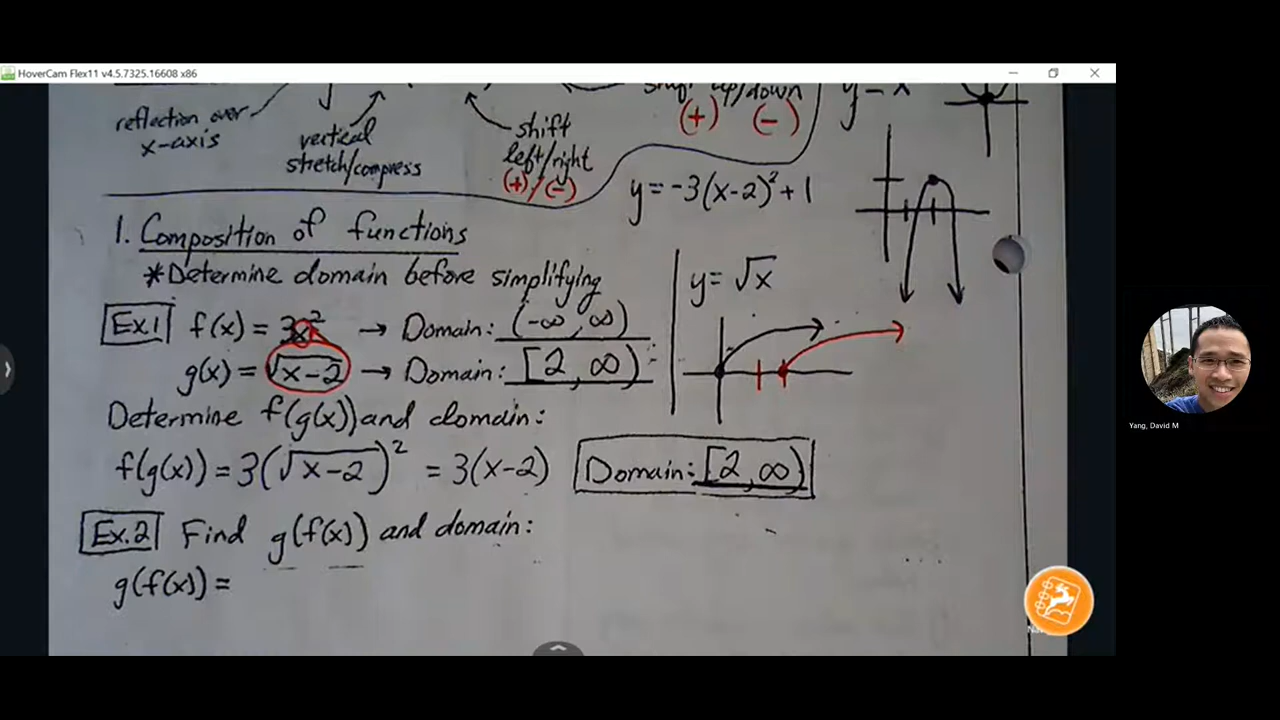 HoverCam Flex11 v4.5.7325.16608 x86
reflection over
x-axis
vertical
stretch/compress
shift
left/right
(+)/(-)
up/down
(+) (-)
y = -3(x-2)² + 1
1. Composition of functions
*Determine domain before simplifying
Ex.1 f(x) = 3x² → Domain: (-∞, ∞)
g(x) = √x-2 → Domain: [2, ∞)
y = √x
Determine f(g(x)) and domain:
f(g(x)) = 3(√x-2)² = 3(x-2) Domain: [2, ∞)
Ex.2 Find g(f(x)) and domain:
g(f(x)) =
Yang, David M